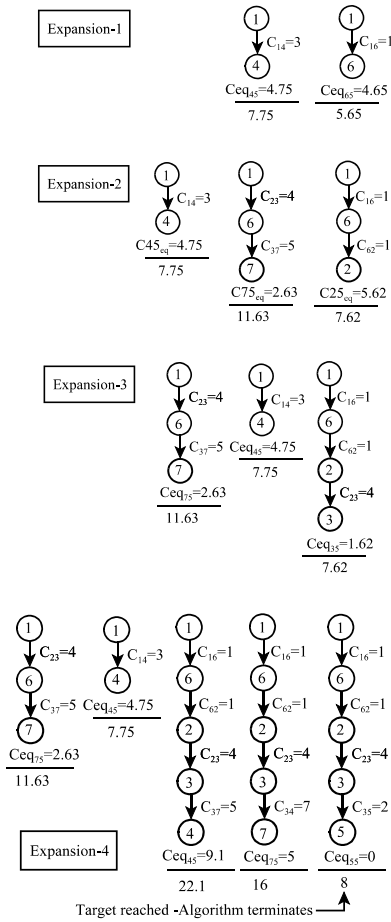 Expansion-1
1 1
C14=3 C16=1
4 6
Ceq45=4.75 Ceq65=4.65
7.75 5.65
Expansion-2
1 1 1
C14=3 C23=4 C16=1
4 6 6
C45eq=4.75 C37=5 C62=1
7.75 7 2
C75eq=2.63 C25eq=5.62
11.63 7.62
Expansion-3
1 1 1
C23=4 C14=3 C16=1
6 4 6
C37=5 Ceq45=4.75 C62=1
7 7.75 2
Ceq75=2.63 C23=4
11.63 3
Ceq35=1.62
7.62
1 1 1 1 1
C23=4 C14=3 C16=1 C16=1 C16=1
6 4 6 6 6
C37=5 Ceq45=4.75 C62=1 C62=1 C62=1
7 7.75 2 2 2
Ceq75=2.63 C23=4 C23=4 C23=4
11.63 3 3 3
C37=5 C34=7 C35=2
4 7 5
Expansion-4 Ceq45=9.1 Ceq75=5 Ceq55=0
22.1 16 8
Target reached -Algorithm terminates